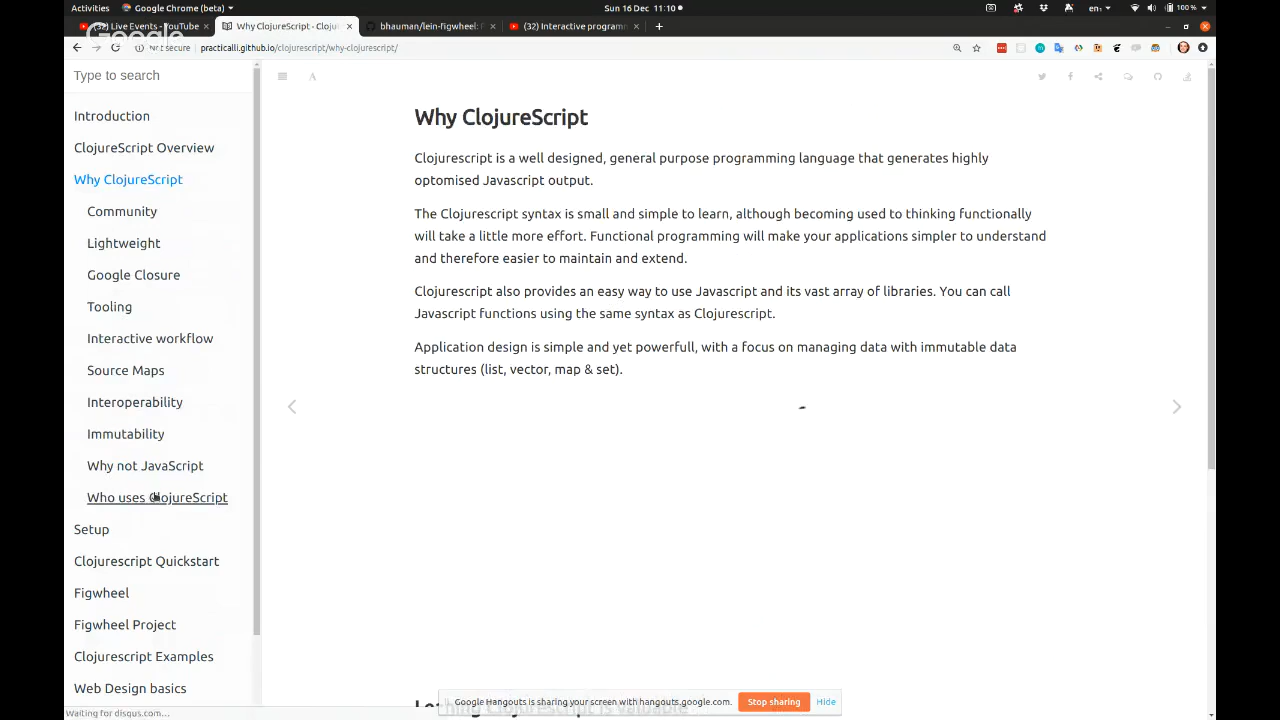 Activities
Google Chrome (beta)
Sun 16 Dec 11:10
en
100 %
(32) Live Events - YouTube
Why ClojureScript - Cloju
bhauman/lein-figwheel: F
(32) Interactive programm
Google
Not secure
practicalli.github.io/clojurescript/why-clojurescript/
Type to search
Introduction
ClojureScript Overview
Why ClojureScript
Community
Lightweight
Google Closure
Tooling
Interactive workflow
Source Maps
Interoperability
Immutability
Why not JavaScript
Who uses ClojureScript
Setup
Clojurescript Quickstart
Figwheel
Figwheel Project
Clojurescript Examples
Web Design basics
A
Why ClojureScript
Clojurescript is a well designed, general purpose programming language that generates highly
optomised Javascript output.
The Clojurescript syntax is small and simple to learn, although becoming used to thinking functionally
will take a little more effort. Functional programming will make your applications simpler to understand
and therefore easier to maintain and extend.
Clojurescript also provides an easy way to use Javascript and its vast array of libraries. You can call
Javascript functions using the same syntax as Clojurescript.
Application design is simple and yet powerfull, with a focus on managing data with immutable data
structures (list, vector, map & set).
ClojureScript is valuable
Google Hangouts is sharing your screen with hangouts.google.com.
Stop sharing
Hide
Waiting for disqus.com...